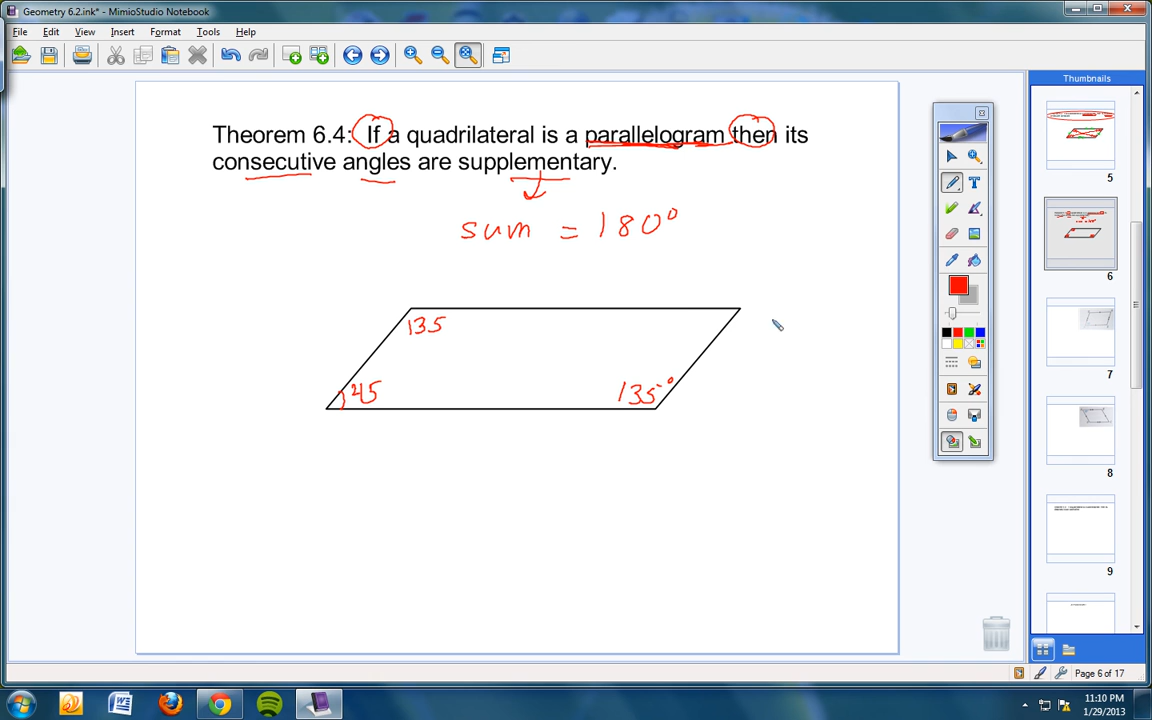 Geometry 6.2.ink* - MimioStudio Notebook
File Edit View Insert Format Tools Help
Thumbnails
Theorem 6.4: If a quadrilateral is a parallelogram then its
consecutive angles are supplementary.
sum = 180°
135
45
135°
5
6
7
8
9
T
Page 6 of 17
11:10 PM
1/29/2013